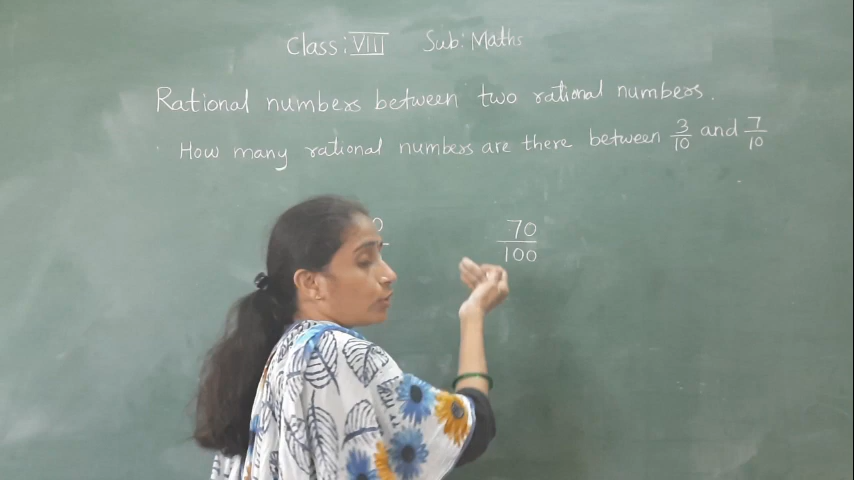 Class: VIII Sub: Maths
Rational numbers between two rational numbers.
How many rational numbers are there between 3/10 and 7/10
70/100